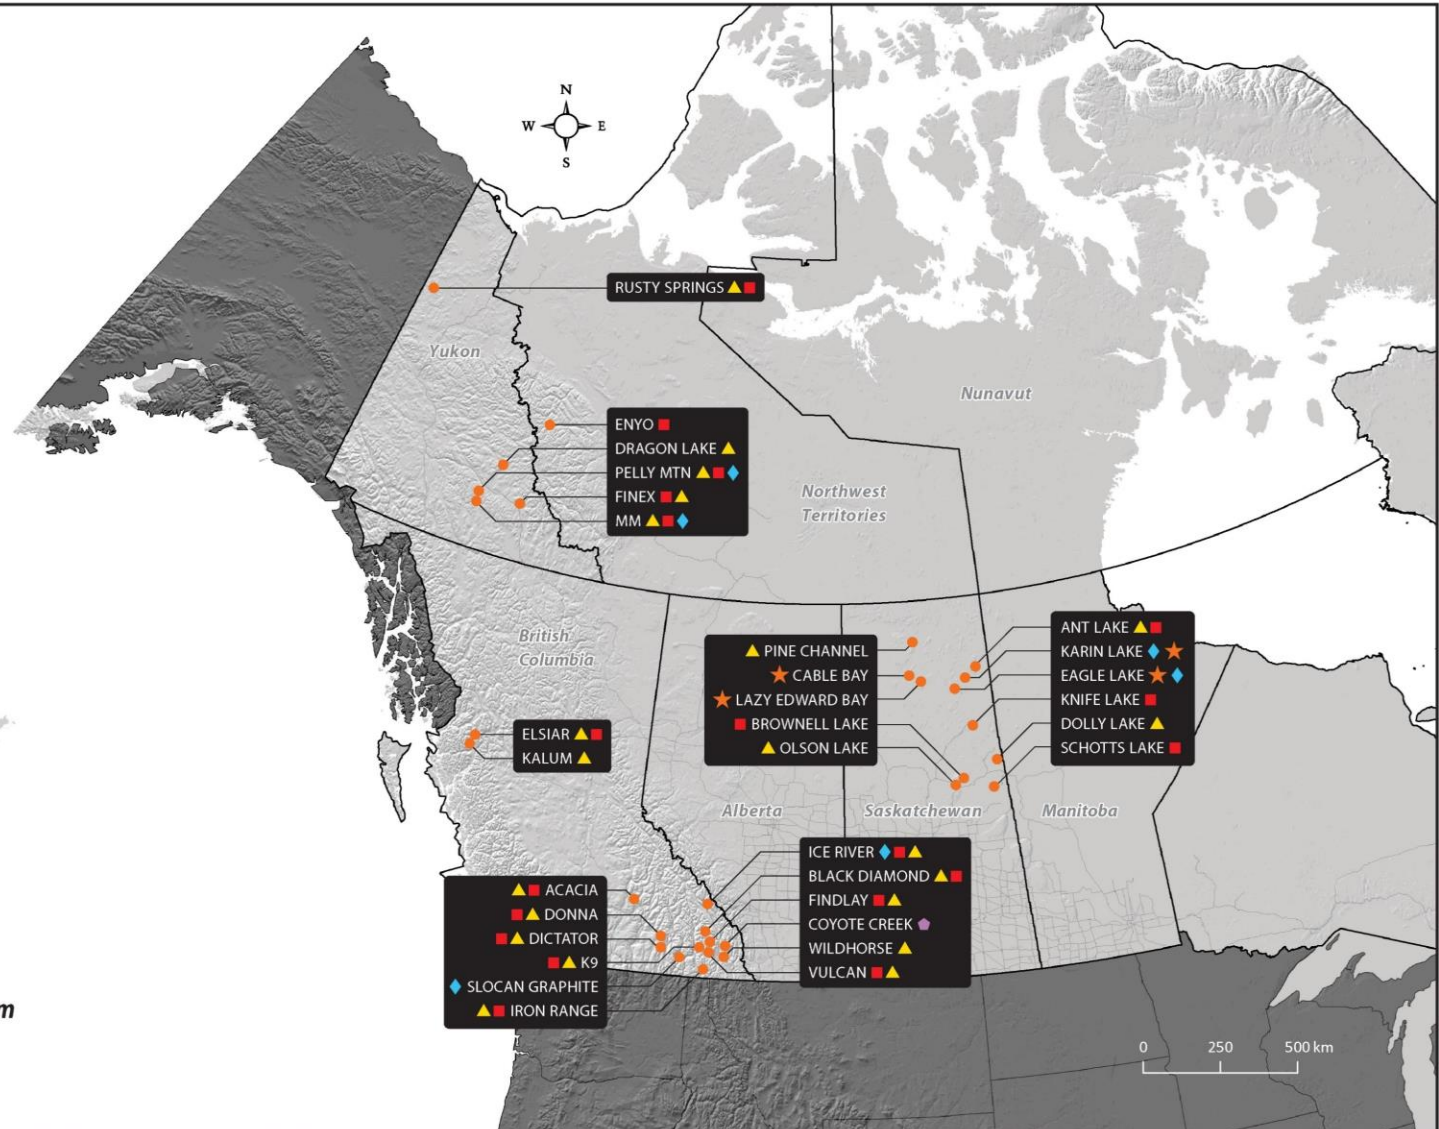 N
W E
S
RUSTY SPRINGS
Yukon
Nunavut
ENYO
DRAGON LAKE
PELLY MTN
FINEX
MM
Northwest
Territories
British
Columbia
PINE CHANNEL
CABLE BAY
LAZY EDWARD BAY
BROWNELL LAKE
OLSON LAKE
ANT LAKE
KARIN LAKE
EAGLE LAKE
KNIFE LAKE
DOLLY LAKE
SCHOTTS LAKE
ELSIAR
KALUM
Alberta
Saskatchewan
Manitoba
ICE RIVER
BLACK DIAMOND
FINDLAY
COYOTE CREEK
WILDHORSE
VULCAN
ACACIA
DONNA
DICTATOR
K9
SLOCAN GRAPHITE
IRON RANGE
m
0 250 500 km